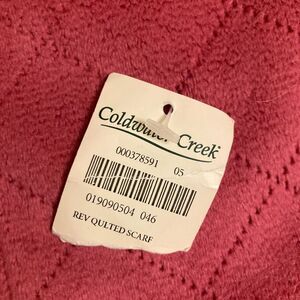 Coldwater Creek
000378591 05
019090504 046
REV QULTED SCARF